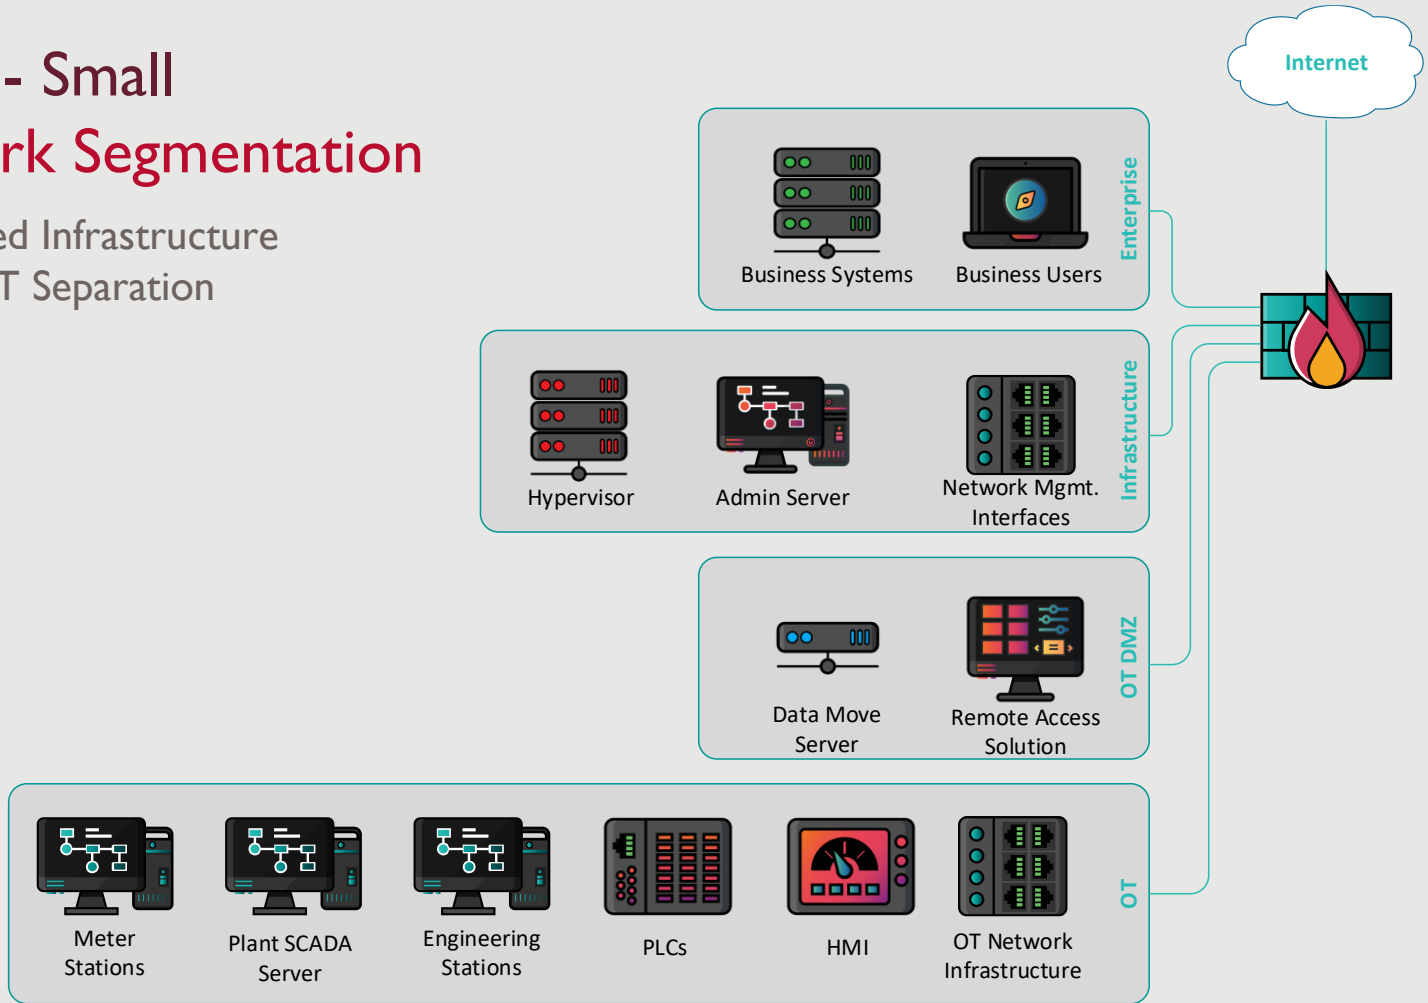 - Small
rk Segmentation
ed Infrastructure
T Separation
Internet
Enterprise
Business Systems
Business Users
Infrastructure
Hypervisor
Admin Server
Network Mgmt.
Interfaces
OT DMZ
Data Move
Server
Remote Access
Solution
OT
Meter
Stations
Plant SCADA
Server
Engineering
Stations
PLCs
HMI
OT Network
Infrastructure